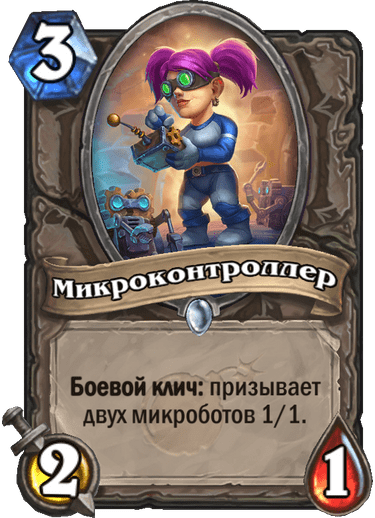 3
Микроконтроллер
Боевой клич: призывает
двух микроботов 1/1.
2
1